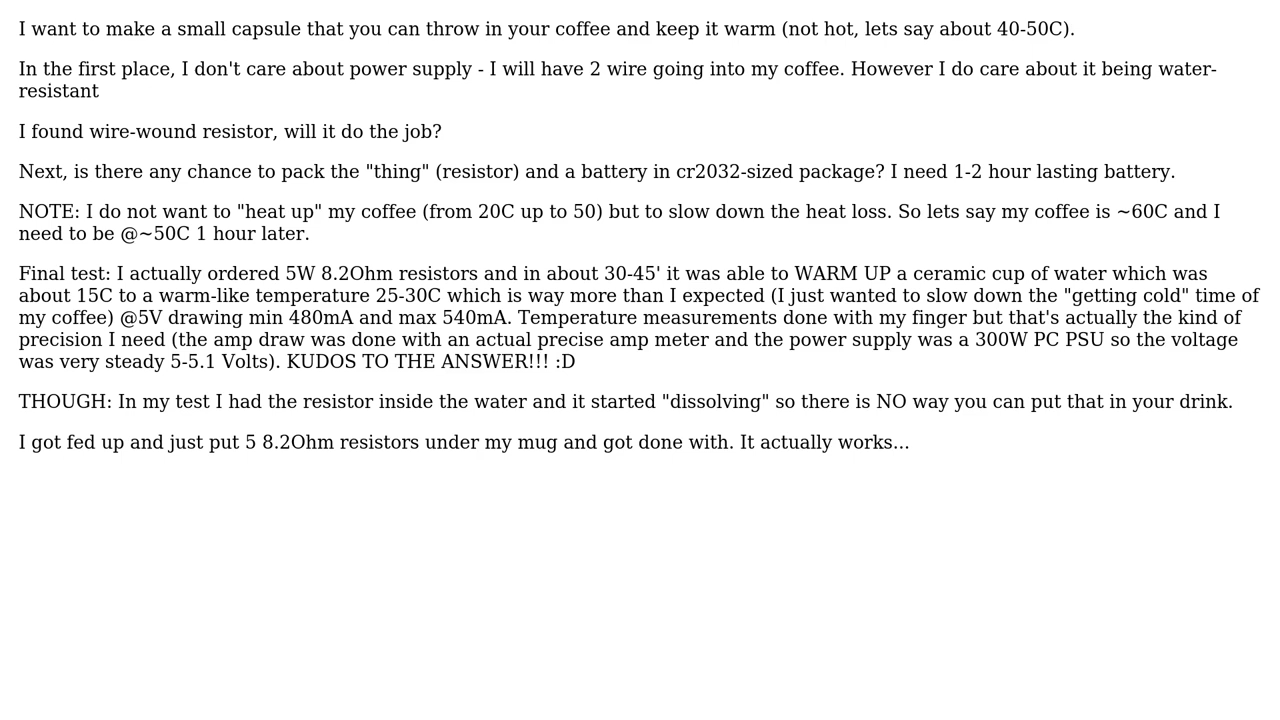 I want to make a small capsule that you can throw in your coffee and keep it warm (not hot, lets say about 40-50C).
In the first place, I don't care about power supply - I will have 2 wire going into my coffee. However I do care about it being water-
resistant
I found wire-wound resistor, will it do the job?
Next, is there any chance to pack the "thing" (resistor) and a battery in cr2032-sized package? I need 1-2 hour lasting battery.
NOTE: I do not want to "heat up" my coffee (from 20C up to 50) but to slow down the heat loss. So lets say my coffee is ~60C and I
need to be @~50C 1 hour later.
Final test: I actually ordered 5W 8.2Ohm resistors and in about 30-45' it was able to WARM UP a ceramic cup of water which was
about 15C to a warm-like temperature 25-30C which is way more than I expected (I just wanted to slow down the "getting cold" time of
my coffee) @5V drawing min 480mA and max 540mA. Temperature measurements done with my finger but that's actually the kind of
precision I need (the amp draw was done with an actual precise amp meter and the power supply was a 300W PC PSU so the voltage
was very steady 5-5.1 Volts). KUDOS TO THE ANSWER!!! :D
THOUGH: In my test I had the resistor inside the water and it started "dissolving" so there is NO way you can put that in your drink.
I got fed up and just put 5 8.2Ohm resistors under my mug and got done with. It actually works...